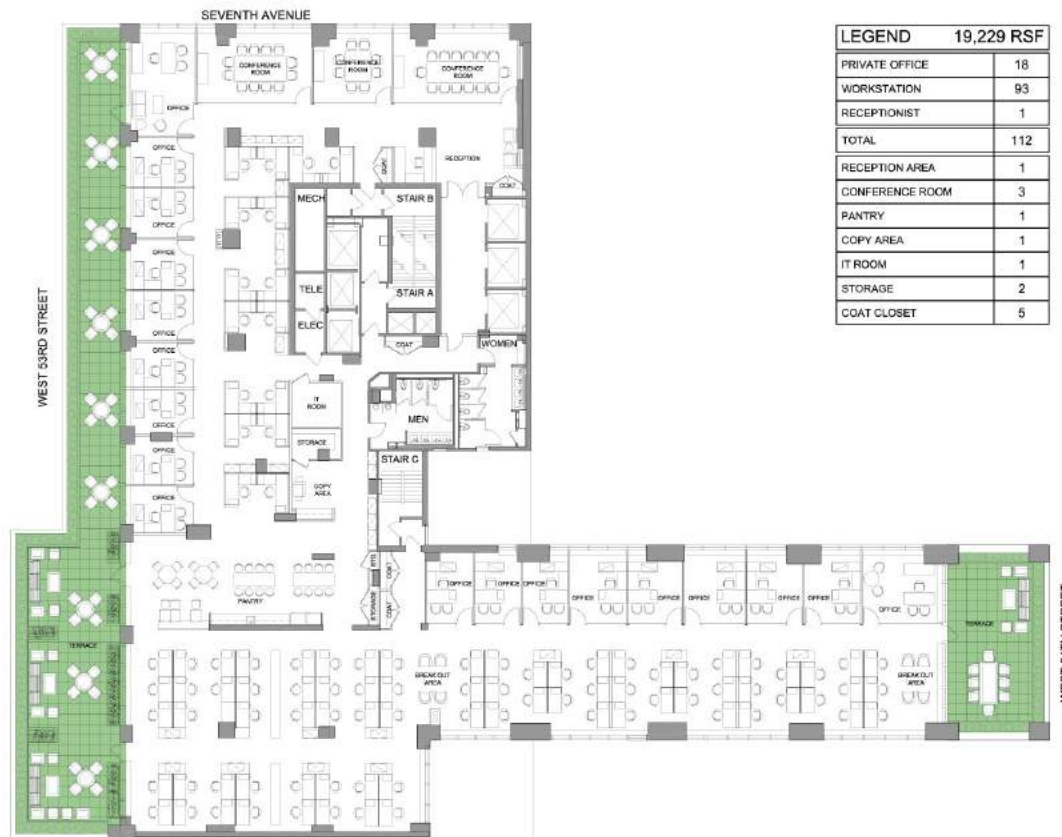 SEVENTH AVENUE
LEGEND 19,229 RSF
PRIVATE OFFICE 18
WORKSTATION 93
RECEPTIONIST 1
TOTAL 112
RECEPTION AREA 1
CONFERENCE ROOM 3
PANTRY 1
COPY AREA 1
IT ROOM 1
STORAGE 2
COAT CLOSET 5
CONFERENCE
ROOM
CONFERENCE
ROOM
CONFERENCE
ROOM
OFFICE
OFFICE
RECEPTION
COAT
COAT
OFFICE
MECH
STAIR B
OFFICE
OFFICE
TELE
STAIR A
OFFICE
ELEC
COAT
WOMEN
WEST 53RD STREET
OFFICE
IT
ROOM
MEN
OFFICE
STORAGE
OFFICE
STAIR C
COPY
AREA
OFFICE
STG.
COAT
OFFICE
OFFICE
OFFICE
OFFICE
OFFICE
OFFICE
OFFICE
OFFICE
OFFICE
PANTRY
STORAGE
COAT
TERRACE
TERRACE
BREAKOUT
AREA
BREAKOUT
AREA